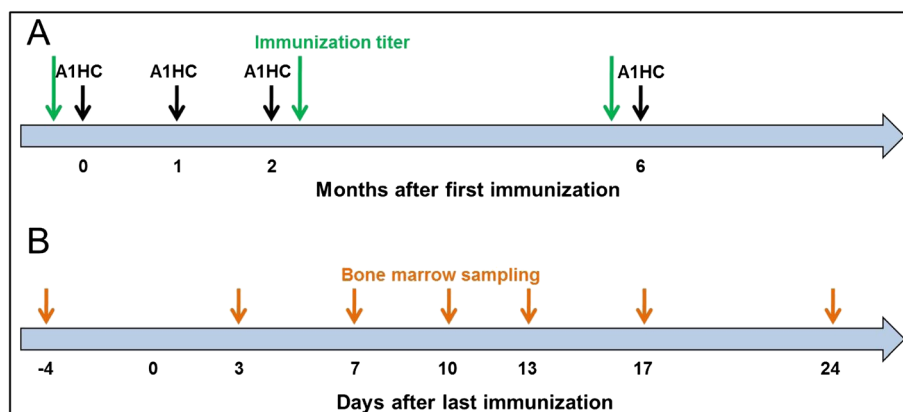 A
Immunization titer
A1HC A1HC A1HC A1HC
0 1 2 6
Months after first immunization
B
Bone marrow sampling
-4 0 3 7 10 13 17 24
Days after last immunization